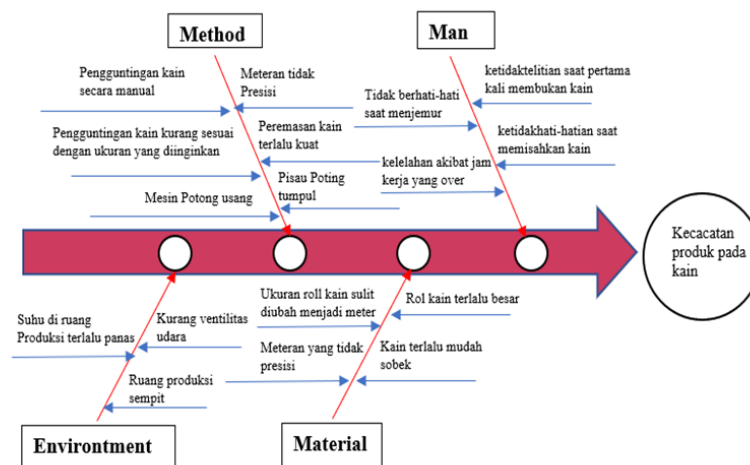 Method
Man
Pengguntingan kain
secara manual
Meteran tidak
Presisi
Pengguntingan kain kurang sesuai
dengan ukuran yang diinginkan
Peremasan kain
terlalu kuat
Mesin Potong usang
Pisau Poting
tumpul
Tidak berhati-hati
saat menjemur
ketidaktelitian saat pertama
kali membukan kain
kelelahan akibat jam
kerja yang over
ketidakhati-hatian saat
memisahkan kain
Kecacatan
produk pada
kain
Suhu di ruang
Produksi terlalu panas
Kurang ventilitas
udara
Ruang produksi
sempit
Ukuran roll kain sulit
diubah menjadi meter
Rol kain terlalu besar
Meteran yang tidak
presisi
Kain terlalu mudah
sobek
Environtment
Material